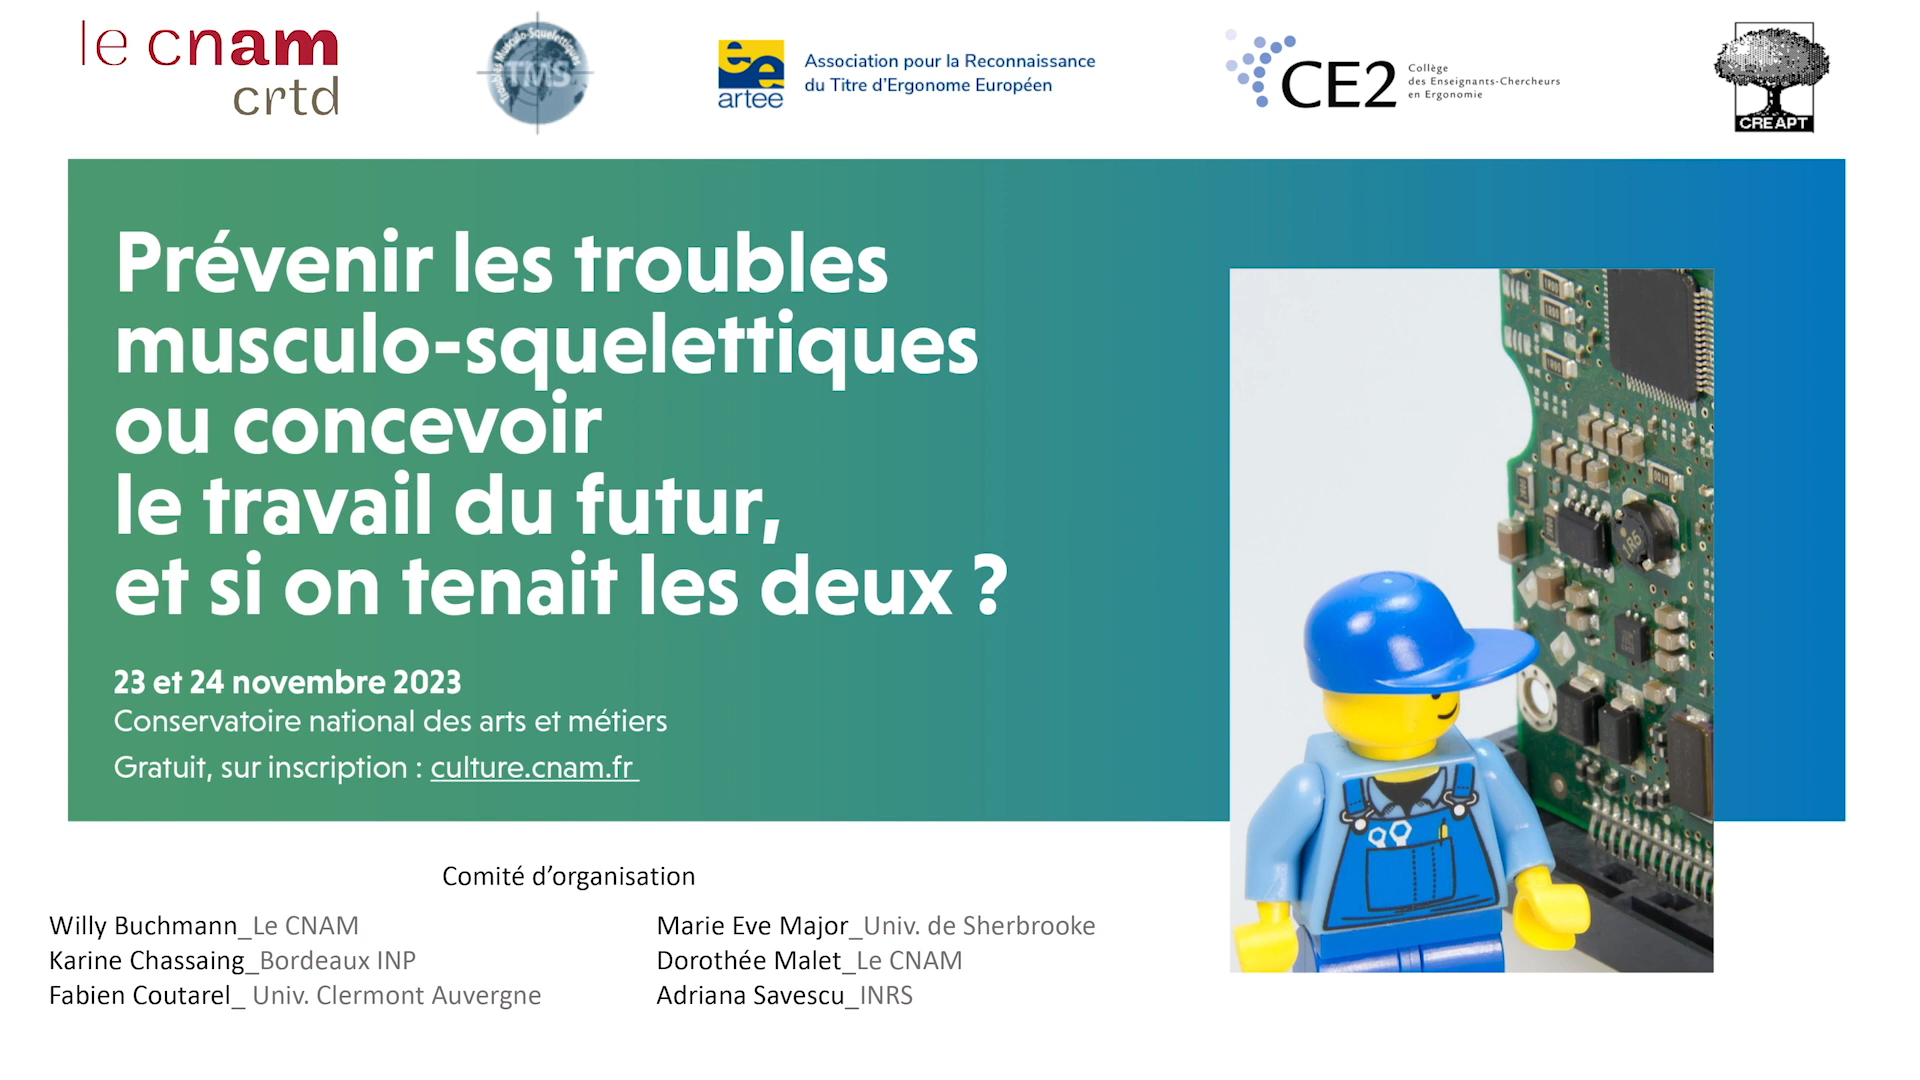 le cnam
crtd
Troubles Musculo-Squelettiques
TMS
artee
Association pour la Reconnaissance
du Titre d'Ergonome Européen
CE2
Collège
des Enseignants-Chercheurs
en Ergonomie
CREAPT
Prévenir les troubles
musculo-squelettiques
ou concevoir
le travail du futur,
et si on tenait les deux ?
23 et 24 novembre 2023
Conservatoire national des arts et métiers
Gratuit, sur inscription : culture.cnam.fr
1R6
Comité d’organisation
Willy Buchmann_Le CNAM
Karine Chassaing_Bordeaux INP
Fabien Coutarel_ Univ. Clermont Auvergne
Marie Eve Major_Univ. de Sherbrooke
Dorothée Malet_Le CNAM
Adriana Savescu_INRS